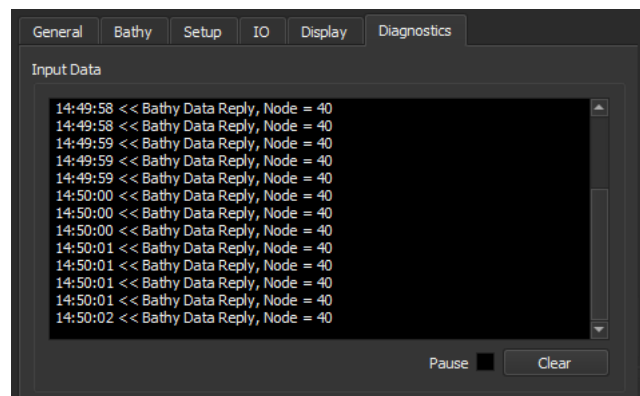 General Bathy Setup IO Display Diagnostics
Input Data
14:49:58 << Bathy Data Reply, Node = 40
14:49:58 << Bathy Data Reply, Node = 40
14:49:59 << Bathy Data Reply, Node = 40
14:49:59 << Bathy Data Reply, Node = 40
14:49:59 << Bathy Data Reply, Node = 40
14:50:00 << Bathy Data Reply, Node = 40
14:50:00 << Bathy Data Reply, Node = 40
14:50:00 << Bathy Data Reply, Node = 40
14:50:01 << Bathy Data Reply, Node = 40
14:50:01 << Bathy Data Reply, Node = 40
14:50:01 << Bathy Data Reply, Node = 40
14:50:01 << Bathy Data Reply, Node = 40
14:50:02 << Bathy Data Reply, Node = 40
Pause Clear